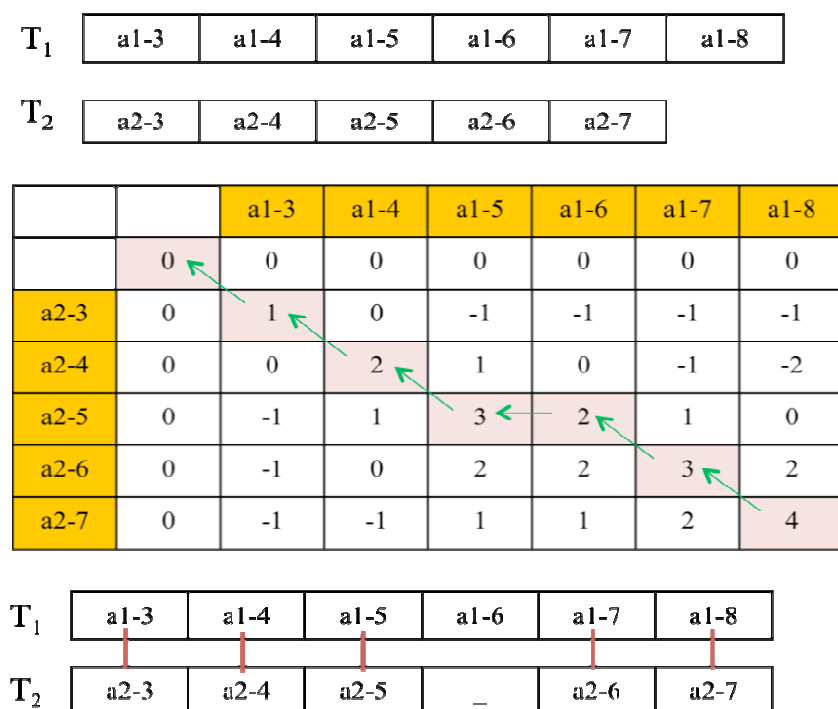 T1 a1-3 a1-4 a1-5 a1-6 a1-7 a1-8
T2 a2-3 a2-4 a2-5 a2-6 a2-7
a1-3 a1-4 a1-5 a1-6 a1-7 a1-8
0 0 0 0 0 0 0
a2-3 0 1 0 -1 -1 -1 -1
a2-4 0 0 2 1 0 -1 -2
a2-5 0 -1 1 3 2 1 0
a2-6 0 -1 0 2 2 3 2
a2-7 0 -1 -1 1 1 2 4
T1 a1-3 a1-4 a1-5 a1-6 a1-7 a1-8
T2 a2-3 a2-4 a2-5 _ a2-6 a2-7